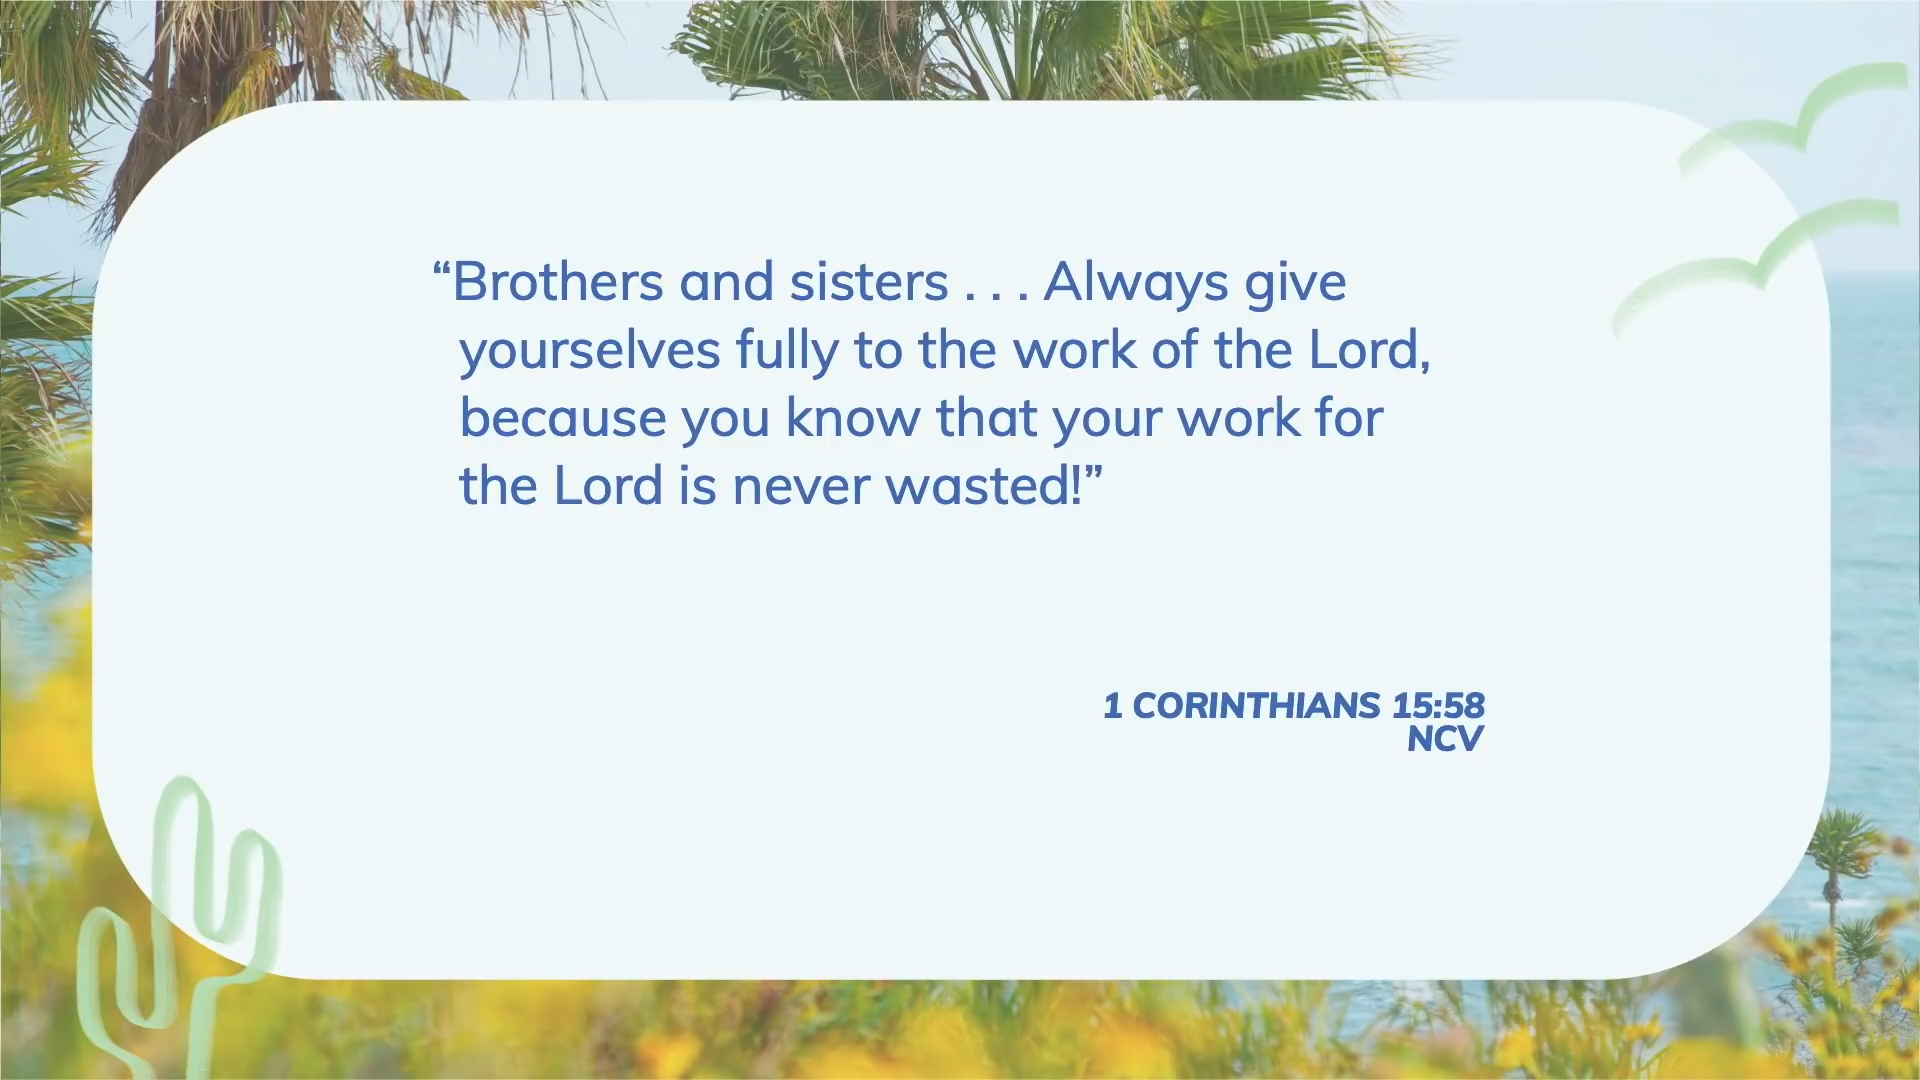 “Brothers and sisters . . . Always give
yourselves fully to the work of the Lord,
because you know that your work for
the Lord is never wasted!”
1 CORINTHIANS 15:58
NCV